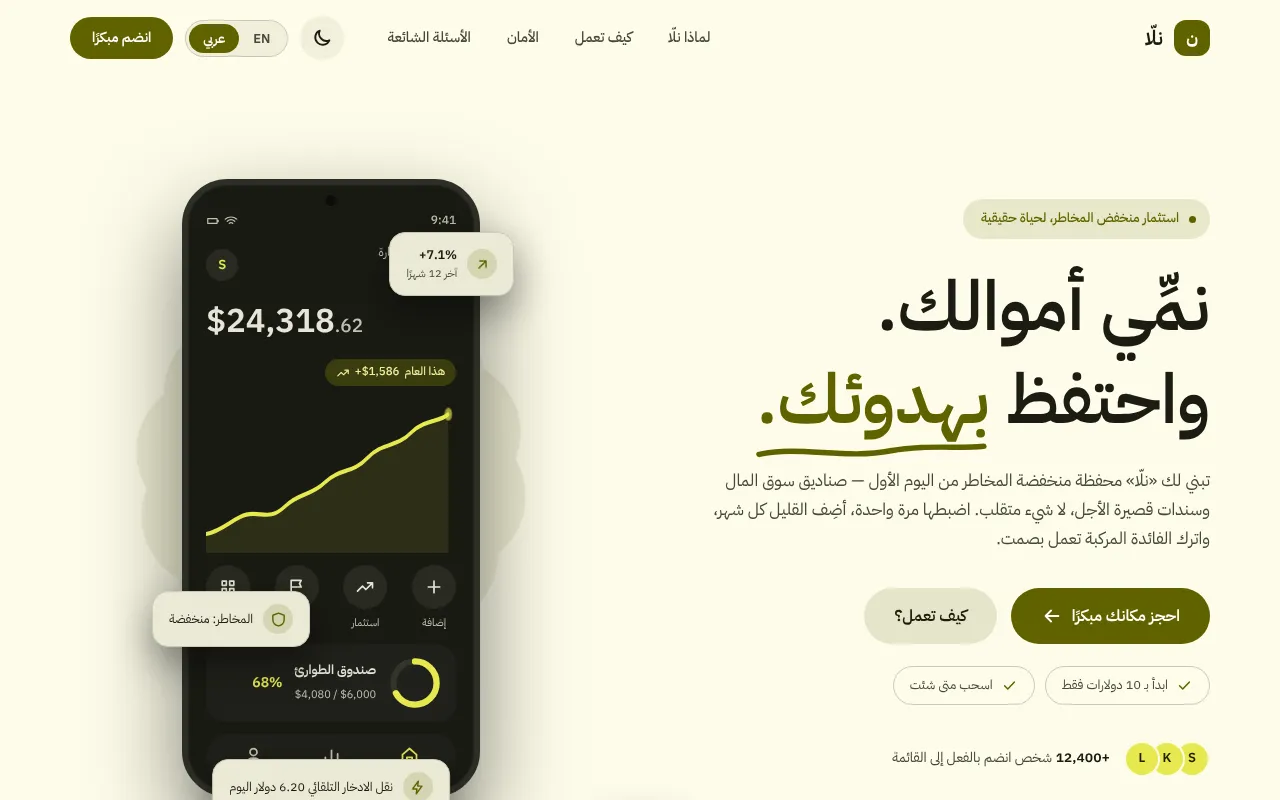 ن نلّا
لماذا نلّا
كيف تعمل
الأمان
الأسئلة الشائعة
EN
عربي
انضم مبكرًا
استثمار منخفض المخاطر، لحياة حقيقية
نمِّي أموالك.
واحتفظ بهدوئك.
تبني لك «نلّا» محفظة منخفضة المخاطر من اليوم الأول — صناديق سوق المال
وسندات قصيرة الأجل، لا شيء متقلب. اضبطها مرة واحدة، أضِف القليل كل شهر،
واترك الفائدة المركبة تعمل بصمت.
احجز مكانك مبكرًا
كيف تعمل؟
ابدأ بـ 10 دولارات فقط
اسحب متى شئت
S K L
+12,400 شخص انضم بالفعل إلى القائمة
9:41
S
+7.1%
آخر 12 شهرًا
$24,318.62
هذا العام +$1,586
إضافة
استثمار
المخاطر: منخفضة
صندوق الطوارئ
$4,080 / $6,000
68%
نقل الادخار التلقائي 6.20 دولار اليوم